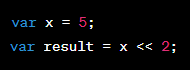 var x = 5;
var result = x << 2;